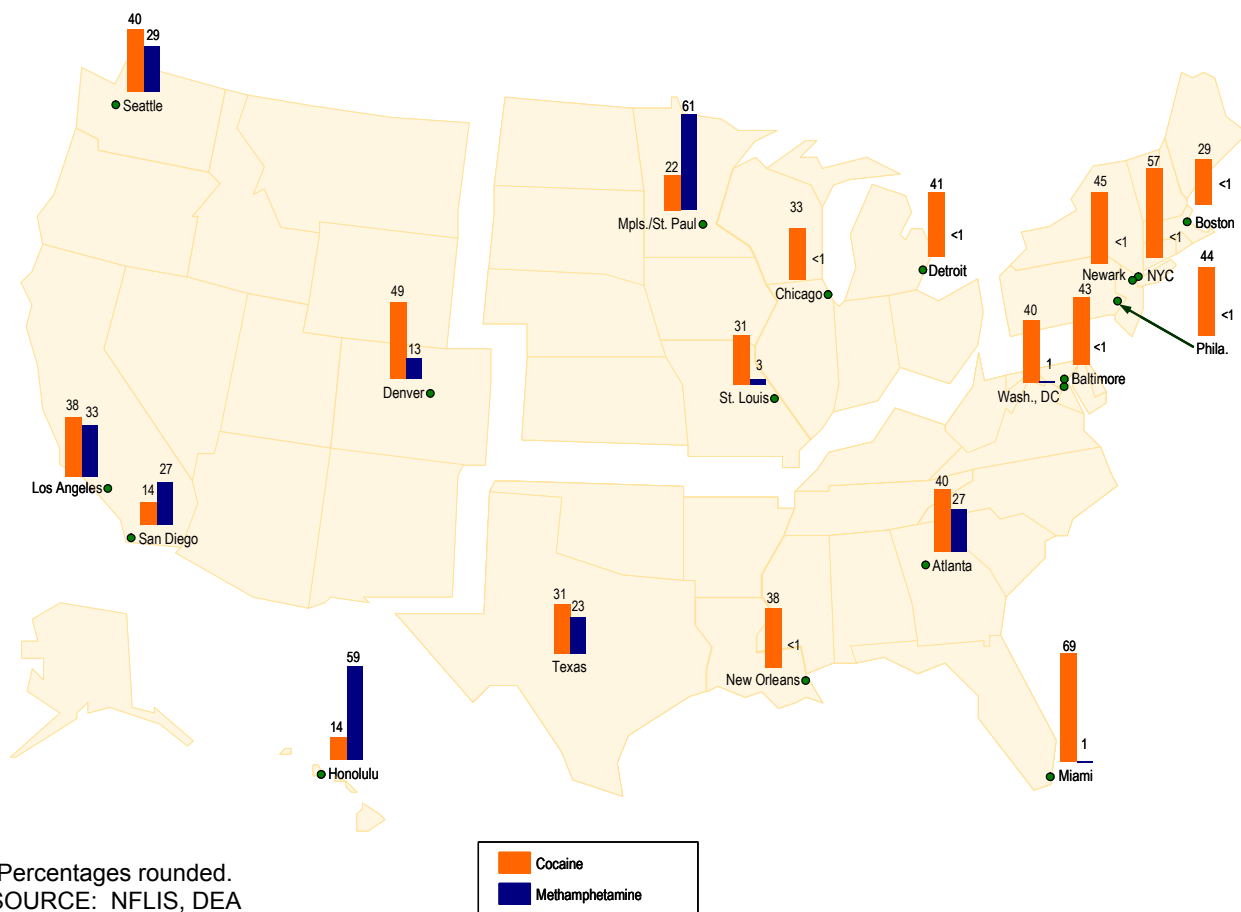 40
29
Seattle
61
22
Mpls./St. Paul
33
<1
Chicago
41
<1
Detroit
45
<1
Newark
57
<1
NYC
29
<1
Boston
44
<1
Phila.
43
<1
Baltimore
40
1
Wash., DC
49
13
Denver
31
3
St. Louis
38
33
Los Angeles
14
27
San Diego
40
27
Atlanta
31
23
Texas
38
<1
New Orleans
69
1
Miami
14
59
Honolulu
Percentages rounded.
SOURCE: NFLIS, DEA
Cocaine
Methamphetamine